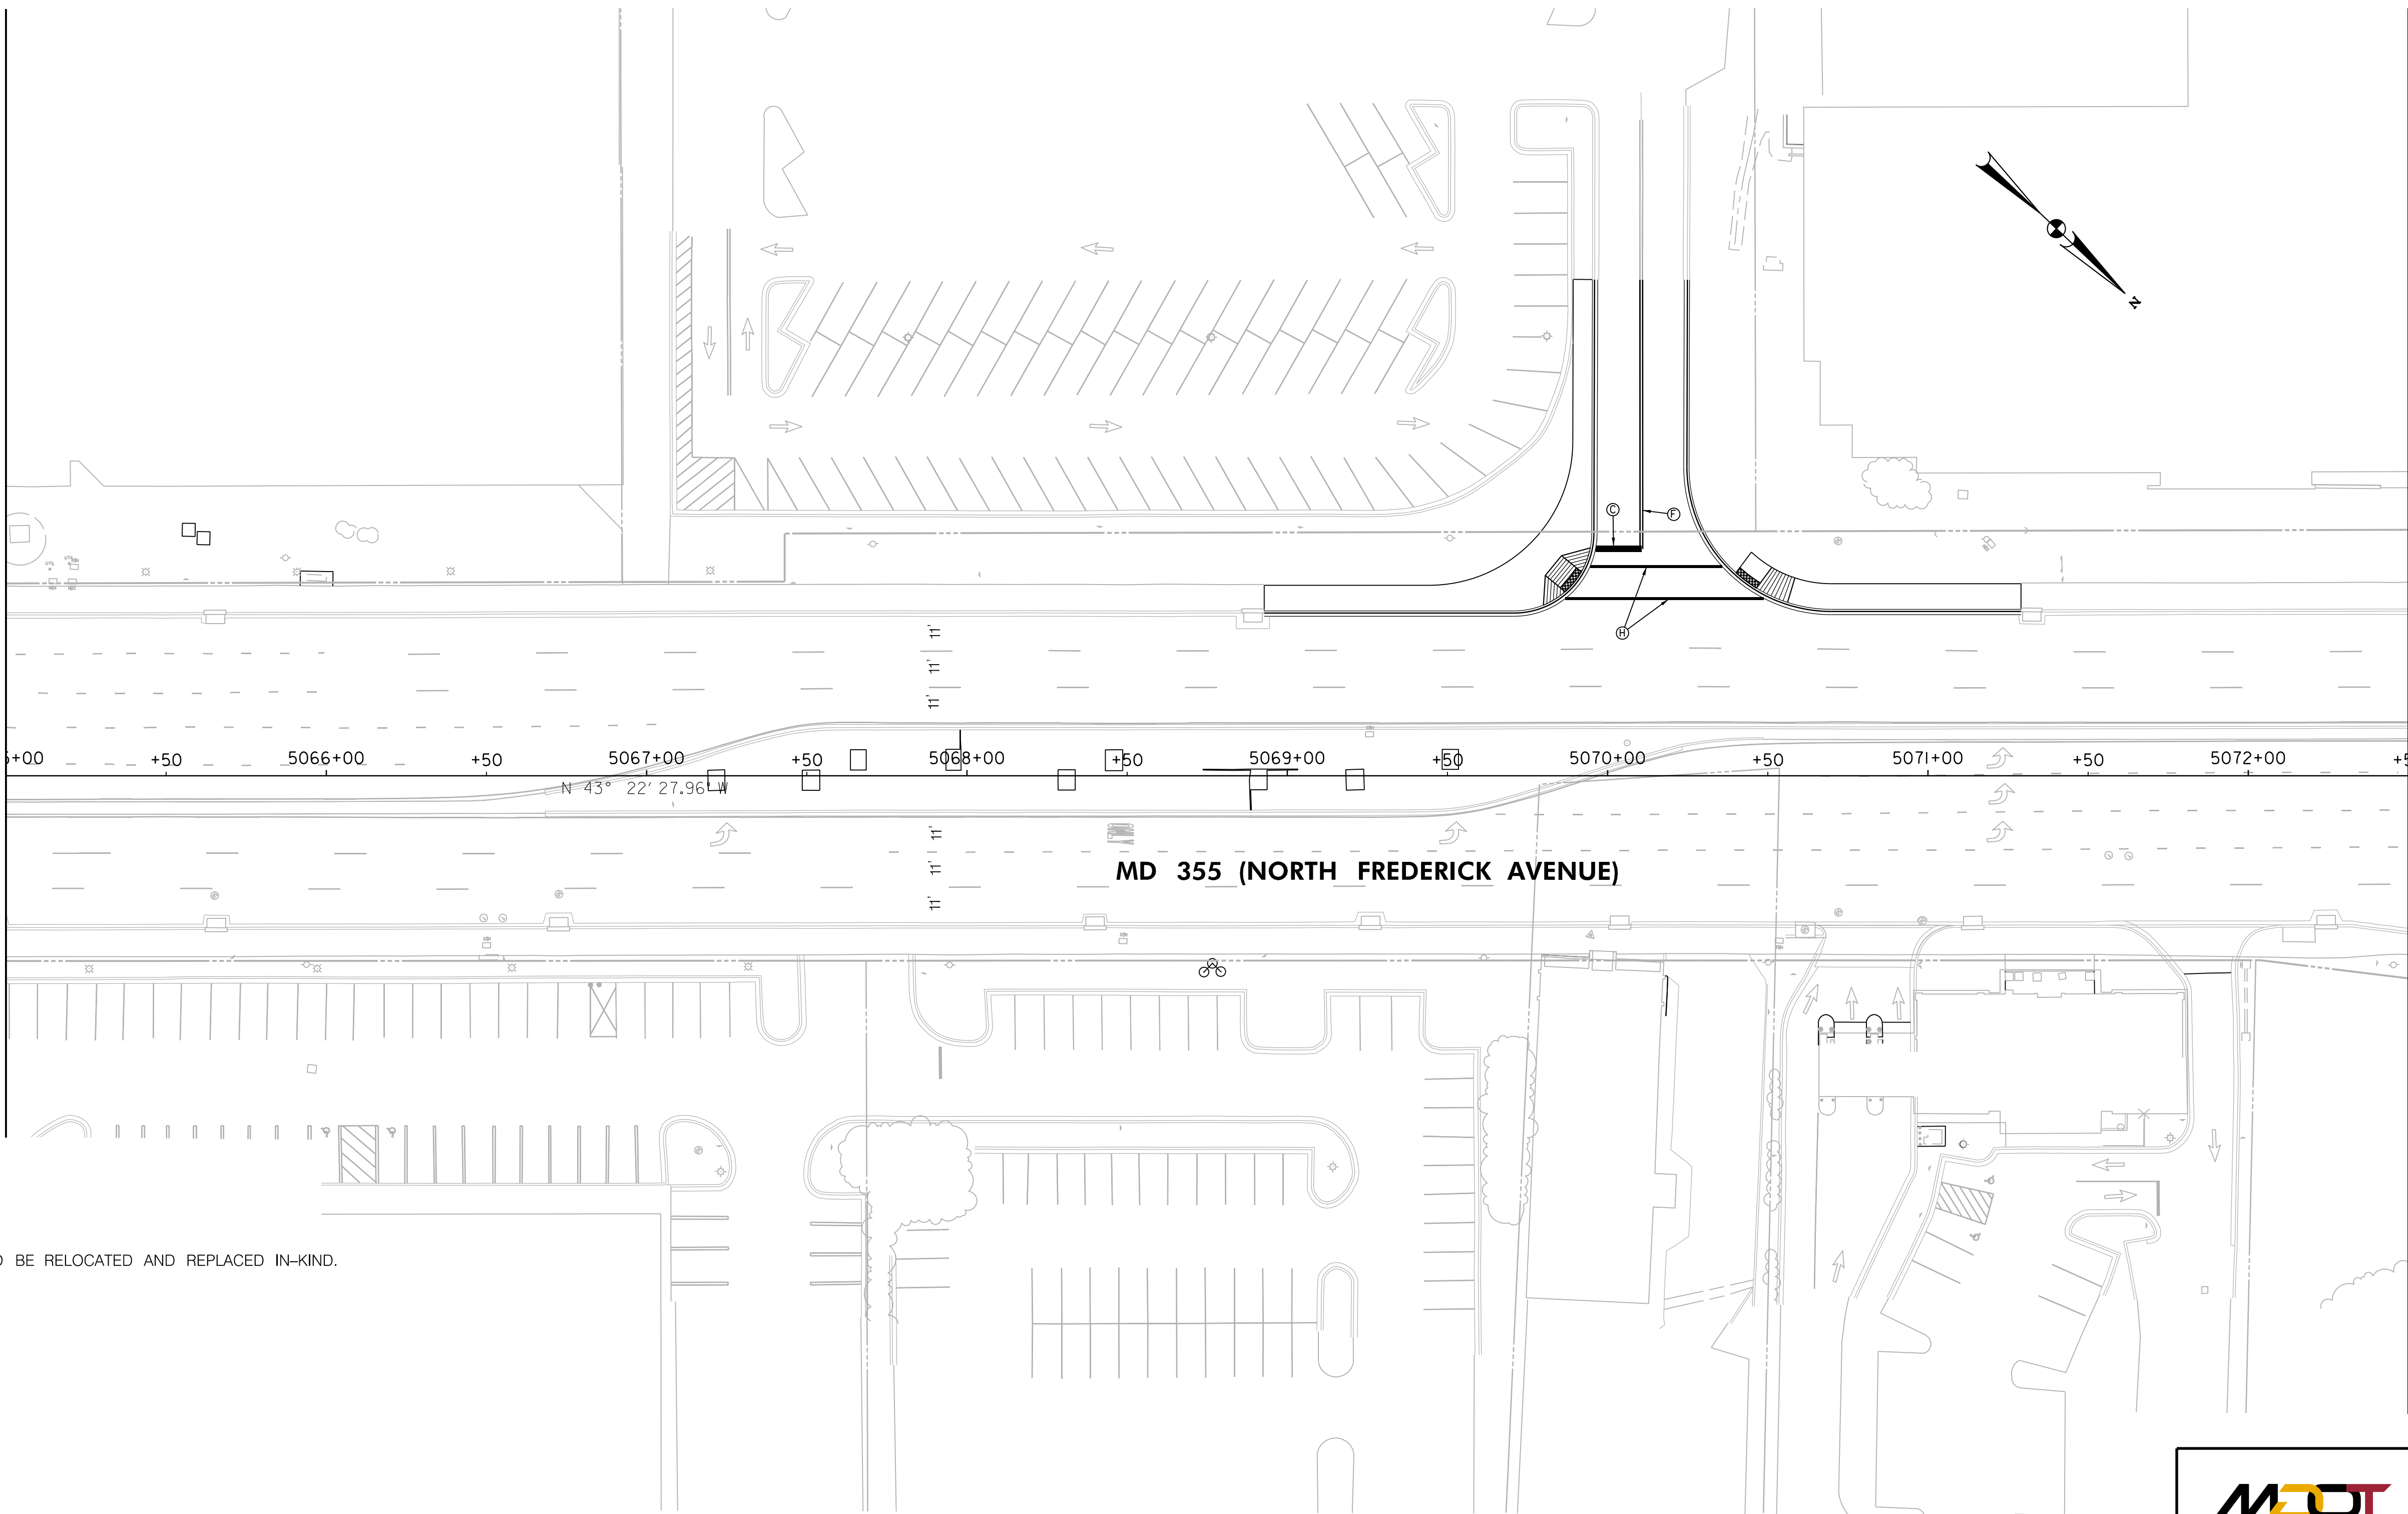 N
C
F
H
11'
11'
11'
+00
+50
5066+00
+50
5067+00
+50
5068+00
+50
5069+00
+50
5070+00
+50
5071+00
+50
5072+00
N 43° 22' 27.96" W
11'
11'
11'
MD 355 (NORTH FREDERICK AVENUE)
BE RELOCATED AND REPLACED IN-KIND.
MDOT